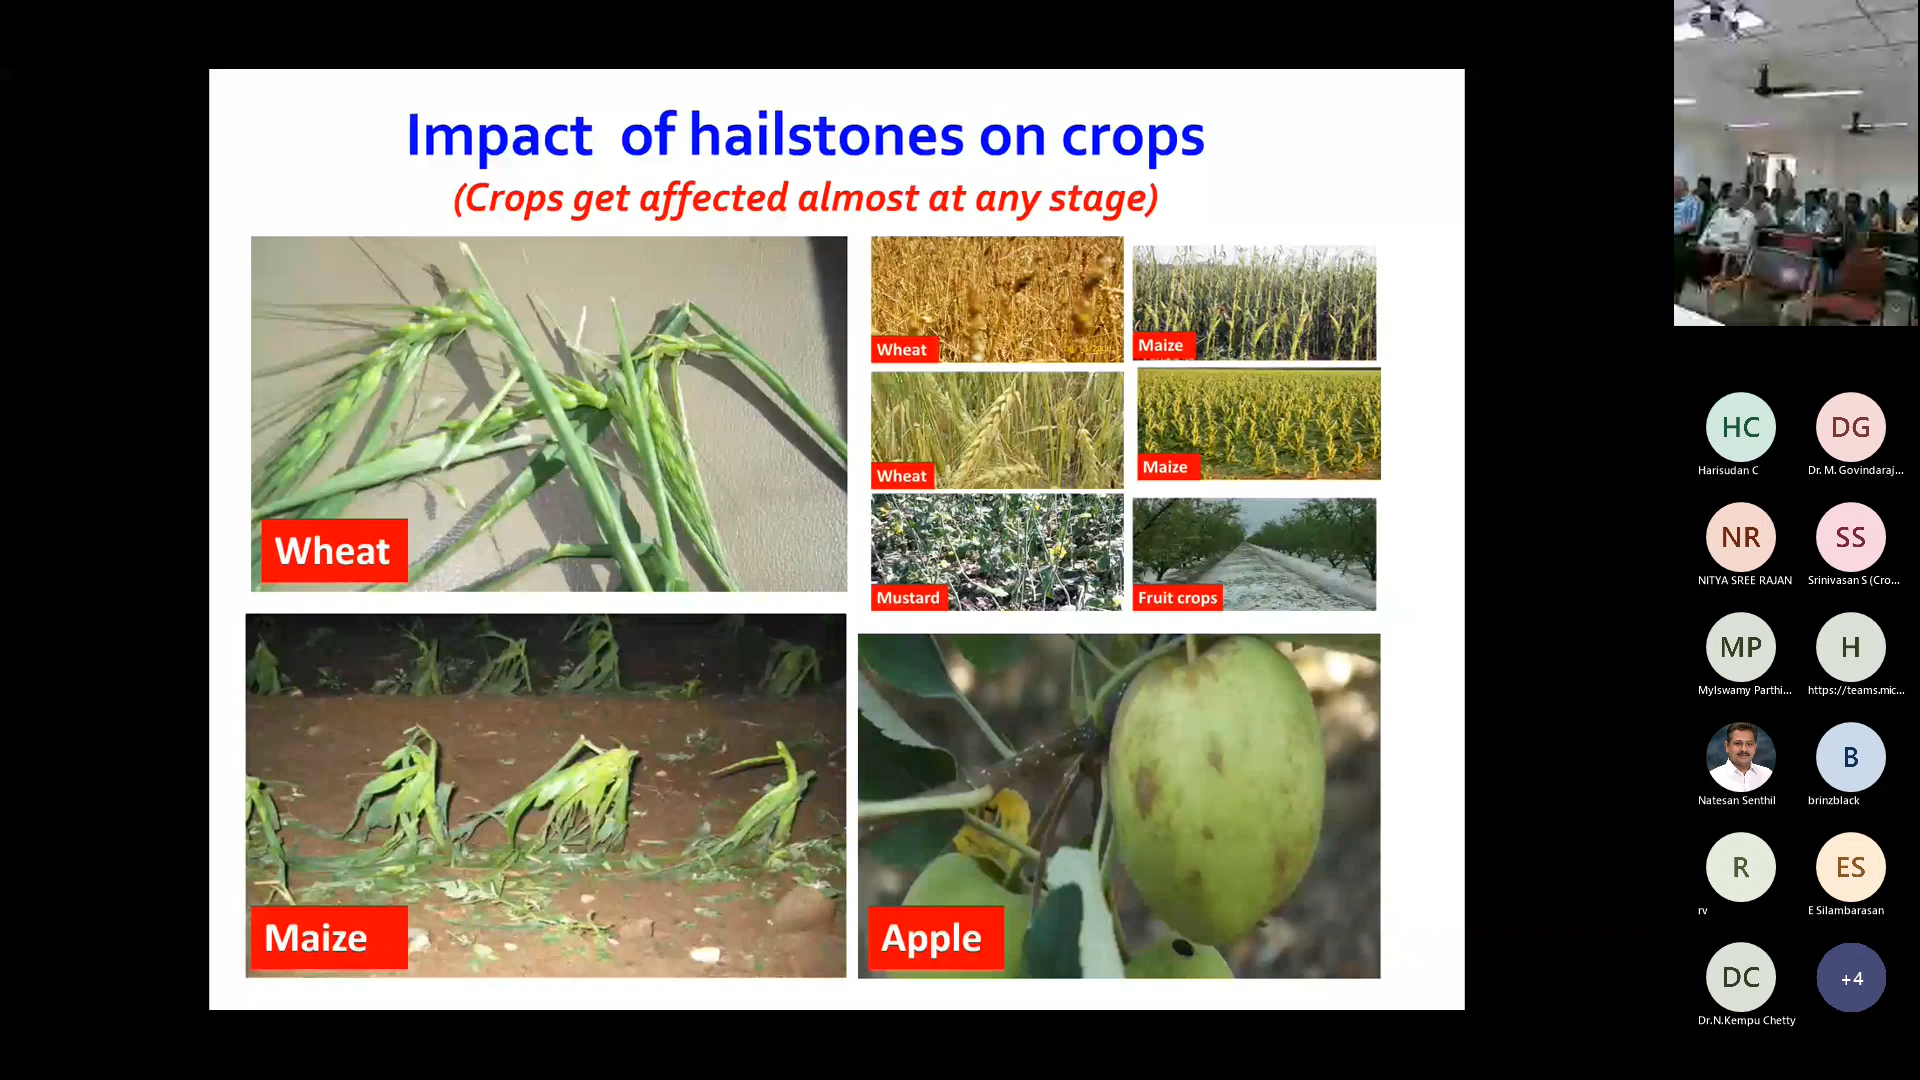 Impact of hailstones on crops
(Crops get affected almost at any stage)
Wheat
Wheat
Maize
Wheat
Maize
Mustard
Fruit crops
Maize
Apple
HC
Harisudan C
DG
Dr. M. Govindaraj...
NR
NITYA SREE RAJAN
SS
Srinivasan S (Cro...
MP
Mylswamy Parthi...
H
https://teams.mic...
Natesan Senthil
B
brinzblack
R
rv
ES
E Silambarasan
DC
Dr.N.Kempu Chetty
+4